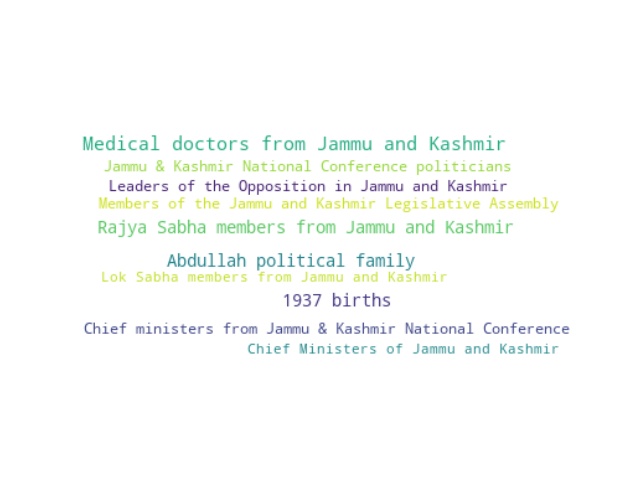 Medical doctors from Jammu and Kashmir
Jammu & Kashmir National Conference politicians
Leaders of the Opposition in Jammu and Kashmir
Members of the Jammu and Kashmir Legislative Assembly
Rajya Sabha members from Jammu and Kashmir
Abdullah political family
Lok Sabha members from Jammu and Kashmir
1937 births
Chief ministers from Jammu & Kashmir National Conference
Chief Ministers of Jammu and Kashmir